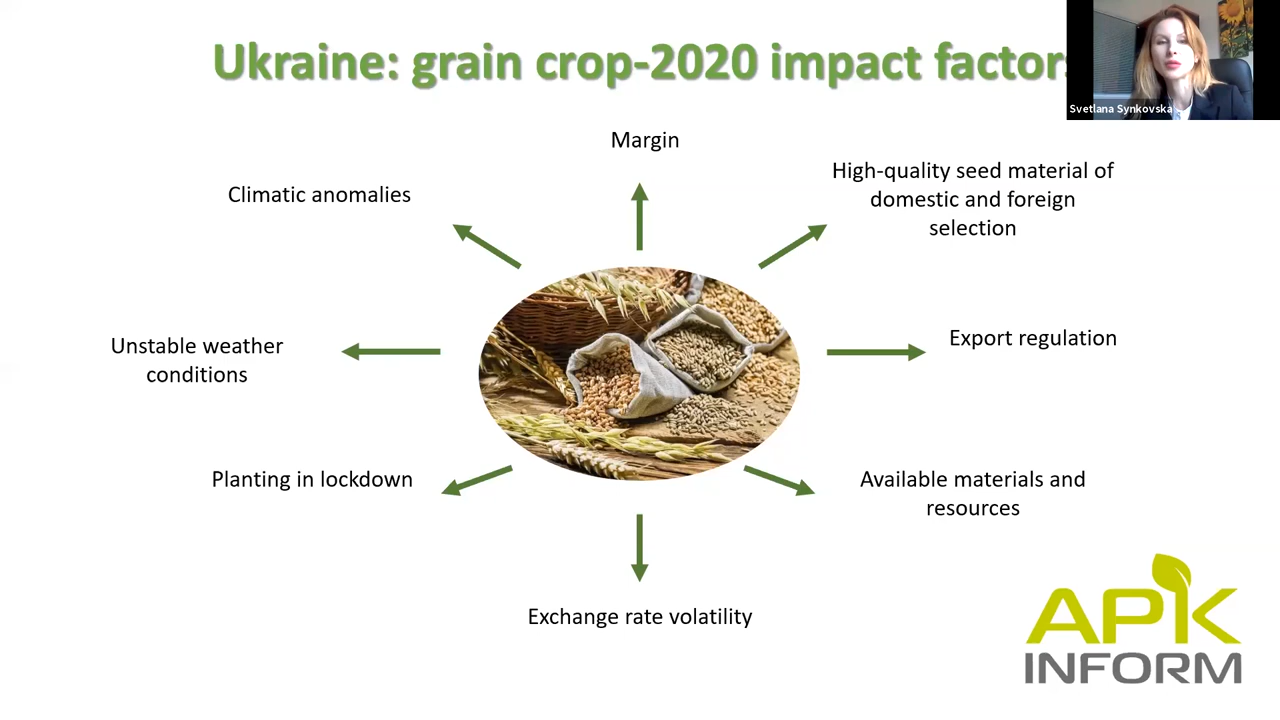 Ukraine: grain crop-2020 impact factors
Svetlana Synkovska
Margin
High-quality seed material of
domestic and foreign
selection
Climatic anomalies
Export regulation
Unstable weather
conditions
Planting in lockdown
Available materials and
resources
Exchange rate volatility
APK
INFORM